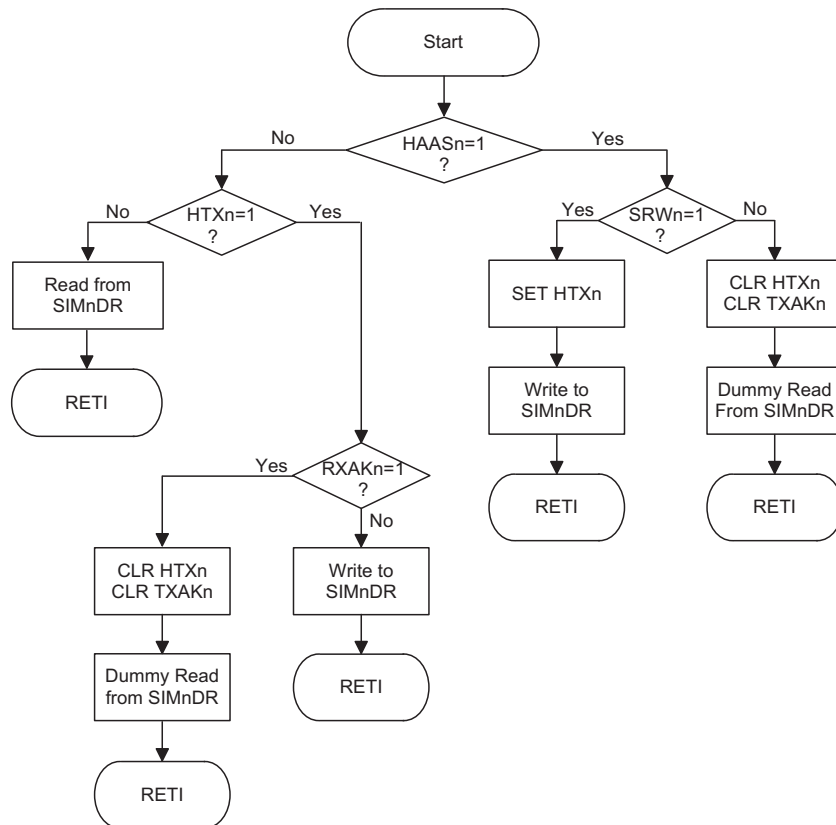 Start
HAASn=1
?
No
Yes
HTXn=1
?
No
Yes
SRWn=1
?
Yes
No
Read from
SIMnDR
SET HTXn
CLR HTXn
CLR TXAKn
RETI
Write to
SIMnDR
Dummy Read
From SIMnDR
RXAKn=1
?
Yes
No
RETI
RETI
CLR HTXn
CLR TXAKn
Write to
SIMnDR
Dummy Read
from SIMnDR
RETI
RETI